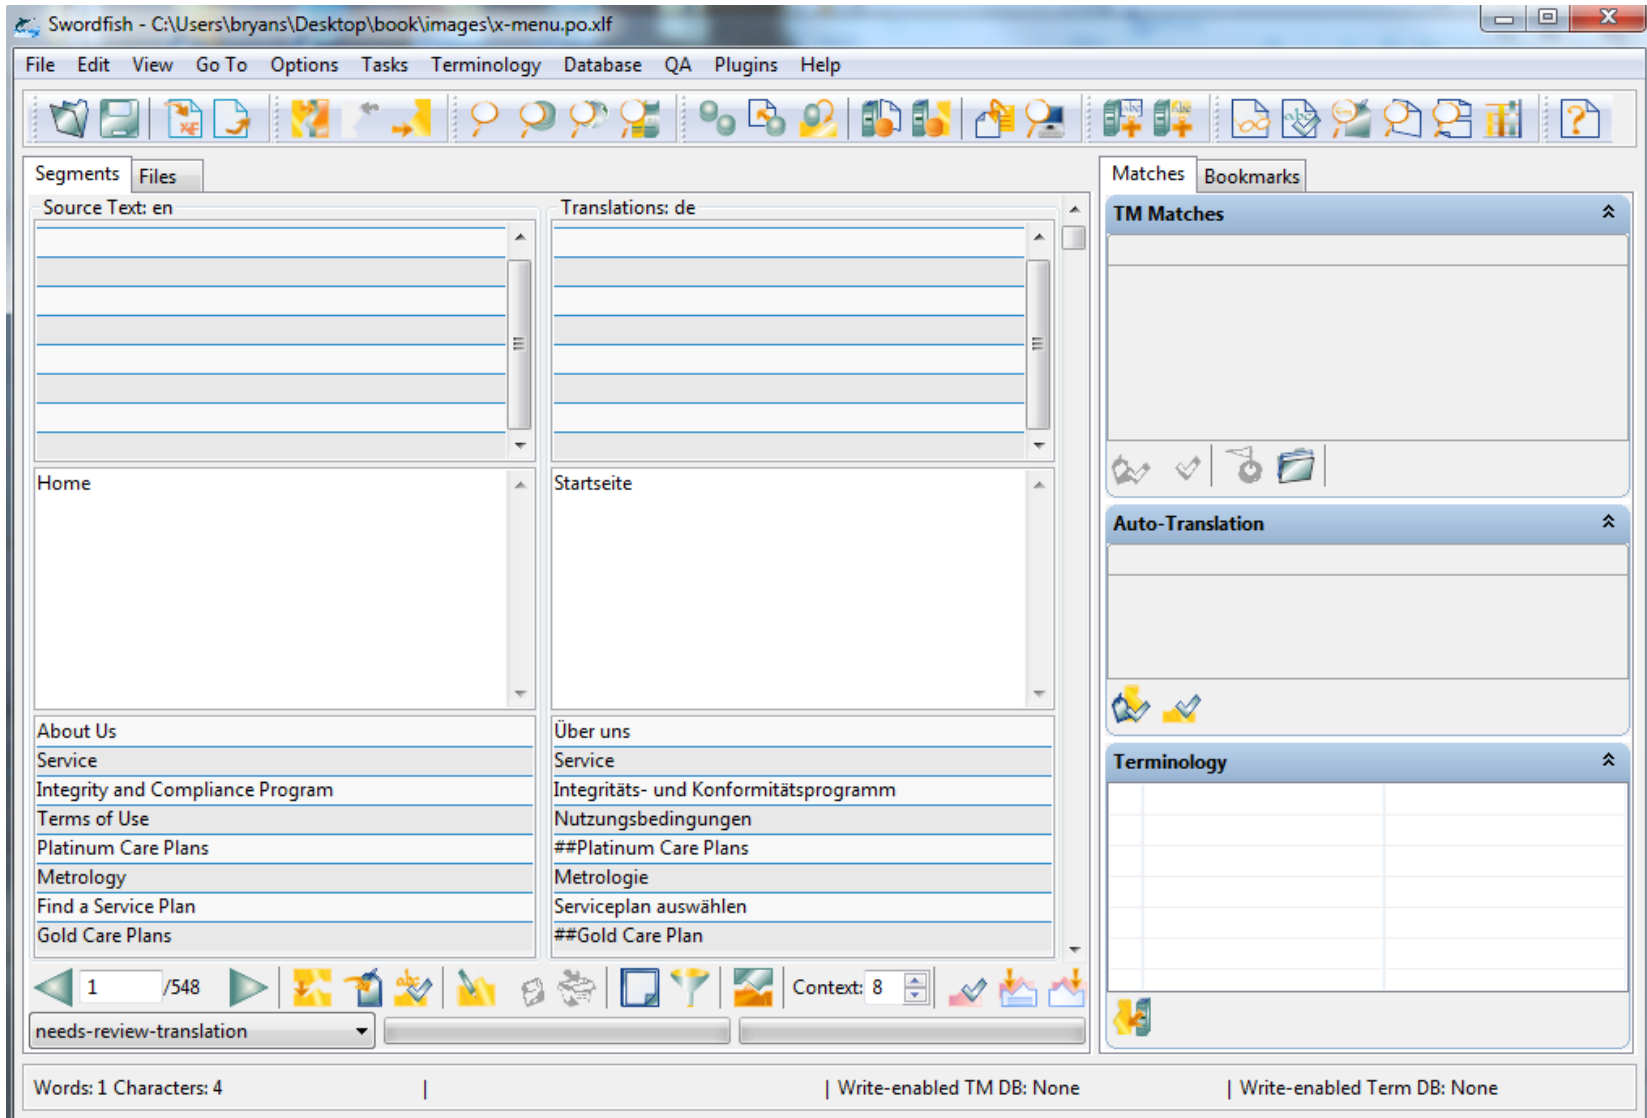 Swordfish - C:\Users\bryans\Desktop\book\images\x-menu.po.xlf
File Edit View Go To Options Tasks Terminology Database QA Plugins Help
Segments Files
Source Text: en
Translations: de
Home
Startseite
About Us
Über uns
Service
Service
Integrity and Compliance Program
Integritäts- und Konformitätsprogramm
Terms of Use
Nutzungsbedingungen
Platinum Care Plans
##Platinum Care Plans
Metrology
Metrologie
Find a Service Plan
Serviceplan auswählen
Gold Care Plans
##Gold Care Plan
1 /548
Context: 8
needs-review-translation
Matches Bookmarks
TM Matches
Auto-Translation
Terminology
Words: 1 Characters: 4 | | Write-enabled TM DB: None | Write-enabled Term DB: None